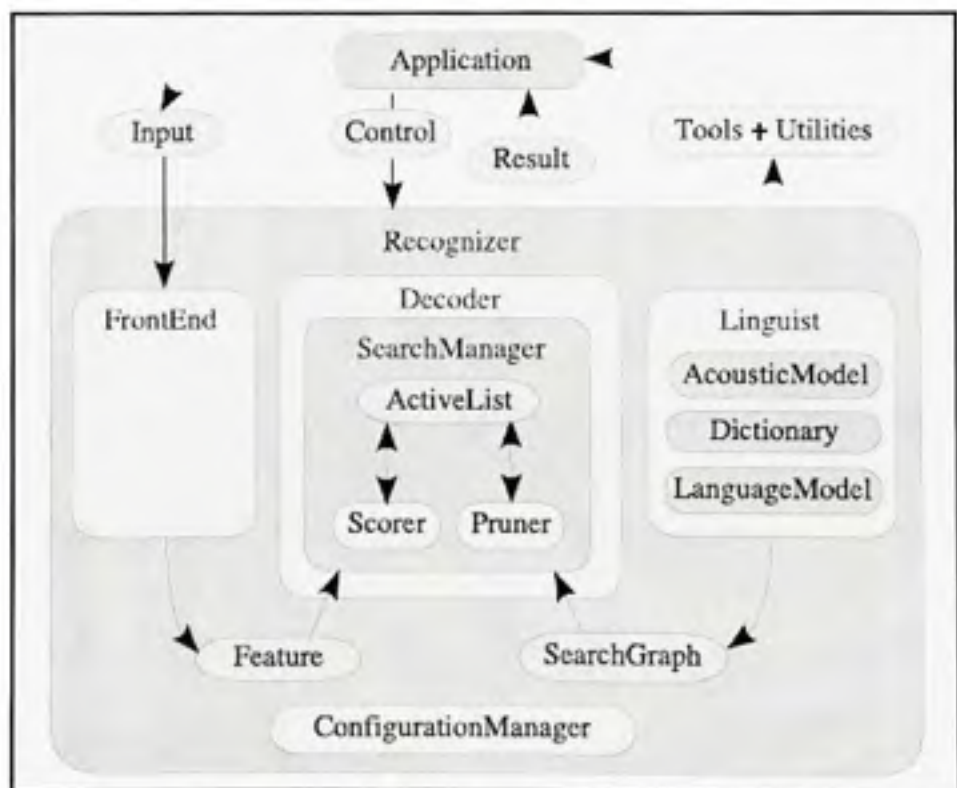 Application
Input
Control
Result
Tools + Utilities
Recognizer
FrontEnd
Decoder
SearchManager
ActiveList
Scorer
Pruner
Linguist
AcousticModel
Dictionary
LanguageModel
Feature
SearchGraph
ConfigurationManager